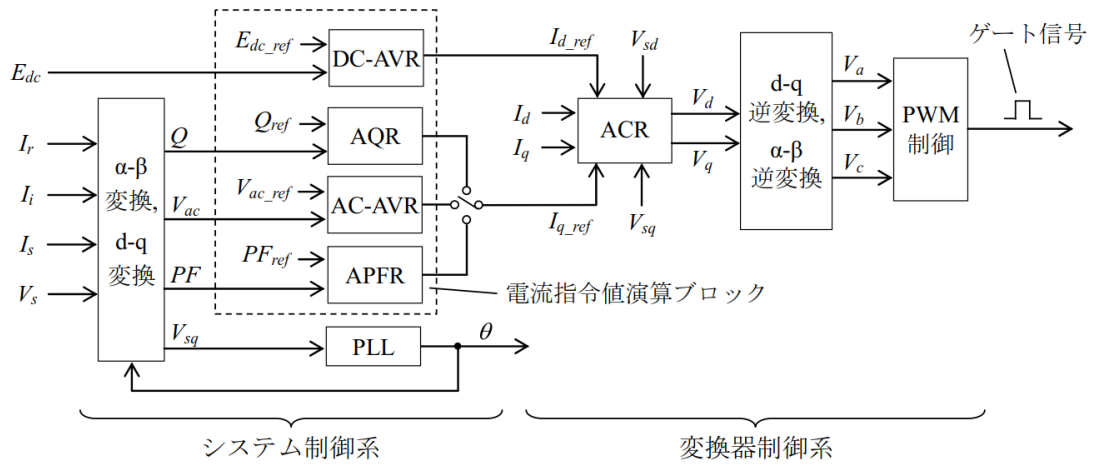 ゲート信号
E_dc_ref
I_d_ref
V_sd
E_dc
DC-AVR
V_a
d-q
逆変換,
α-β
逆変換
Q_ref
I_d
V_d
I_r
Q
AQR
I_q
ACR
V_q
V_b
PWM
制御
I_i
α-β
変換,
d-q
変換
V_ac_ref
V_c
V_ac
AC-AVR
I_q_ref
V_sq
I_s
PF_ref
PF
APFR
V_s
電流指令値演算ブロック
V_sq
PLL
θ
システム制御系
変換器制御系